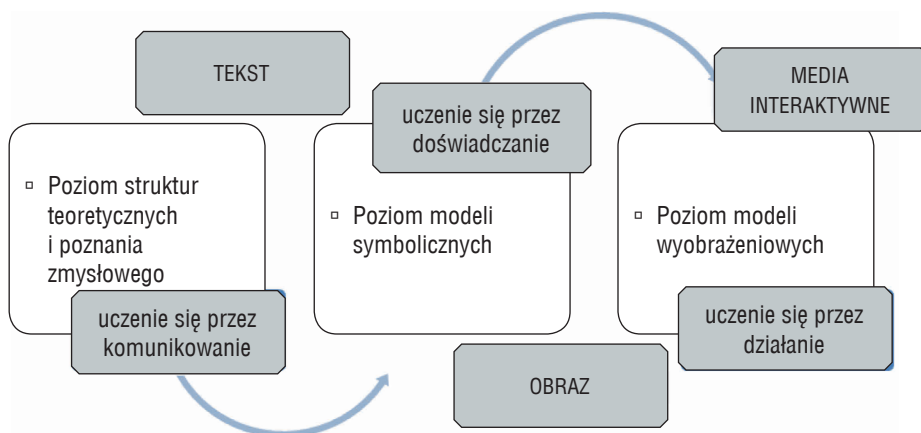 TEKST
▫ Poziom struktur
teoretycznych
i poznania
zmysłowego
uczenie się przez
komunikowanie
uczenie się przez
doświadczanie
▫ Poziom modeli
symbolicznych
OBRAZ
MEDIA
INTERAKTYWNE
▫ Poziom modeli
wyobrażeniowych
uczenie się przez
działanie